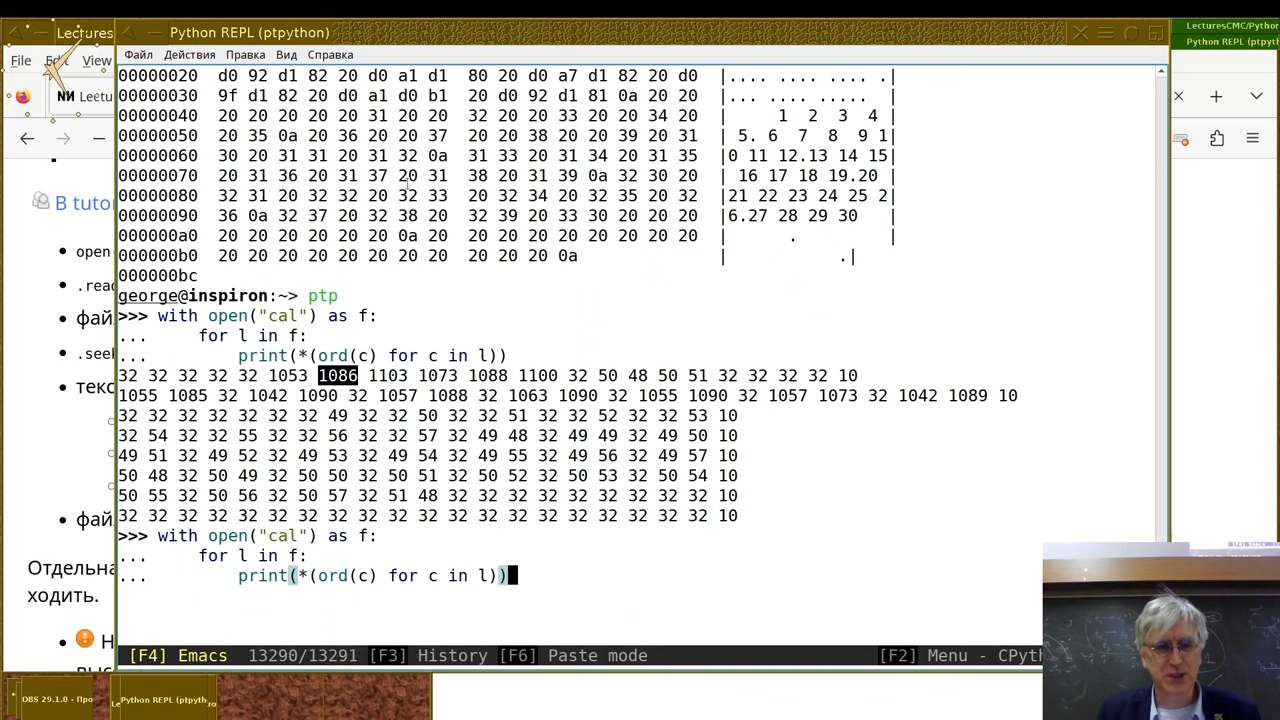 Lectures
Python REPL (ptpython)
LecturesCMC/Pytho
Python REPL (ptpyt
File Ed View
Файл Действия Правка Вид Справка
Lectu
В tutor
open
.read
фай
.seek
текс
фай
Отдельна
ходить.
Н
выс
00000020 d0 92 d1 82 20 d0 a1 d1 80 20 d0 a7 d1 82 20 d0 |.... .... .... .|
00000030 9f d1 82 20 d0 a1 d0 b1 20 d0 92 d1 81 0a 20 20 |... .... ..... |
00000040 20 20 20 20 20 31 20 20 32 20 20 33 20 20 34 20 | 1 2 3 4 |
00000050 20 35 0a 20 36 20 20 37 20 20 38 20 20 39 20 31 | 5. 6 7 8 9 1|
00000060 30 20 31 31 20 31 32 0a 31 33 20 31 34 20 31 35 |0 11 12.13 14 15|
00000070 20 31 36 20 31 37 20 31 38 20 31 39 0a 32 30 20 | 16 17 18 19.20 |
00000080 32 31 20 32 32 20 32 33 20 32 34 20 32 35 20 32 |21 22 23 24 25 2|
00000090 36 0a 32 37 20 32 38 20 32 39 20 33 30 20 20 20 |6.27 28 29 30 |
000000a0 20 20 20 20 20 20 0a 20 20 20 20 20 20 20 20 20 | . |
000000b0 20 20 20 20 20 20 20 20 20 20 20 0a | .|
000000bc
george@inspiron:~> ptp
>>> with open("cal") as f:
... for l in f:
... print(*(ord(c) for c in l))
32 32 32 32 32 1053 1086 1103 1073 1088 1100 32 50 48 50 51 32 32 32 32 10
1055 1085 32 1042 1090 32 1057 1088 32 1063 1090 32 1055 1090 32 1057 1073 32 1042 1089 10
32 32 32 32 32 32 32 49 32 32 50 32 32 51 32 32 52 32 32 53 10
32 54 32 32 55 32 32 56 32 32 57 32 49 48 32 49 49 32 49 50 10
49 51 32 49 52 32 49 53 32 49 54 32 49 55 32 49 56 32 49 57 10
50 48 32 50 49 32 50 50 32 50 51 32 50 52 32 50 53 32 50 54 10
50 55 32 50 56 32 50 57 32 51 48 32 32 32 32 32 32 32 32 32 10
32 32 32 32 32 32 32 32 32 32 32 32 32 32 32 32 32 32 32 32 10
>>> with open("cal") as f:
... for l in f:
... print(*(ord(c) for c in l))
[F4] Emacs 13290/13291 [F3] History [F6] Paste mode [F2] Menu - CPyth
DBS 29.1.0 - Про
Python REPL (ptpyth